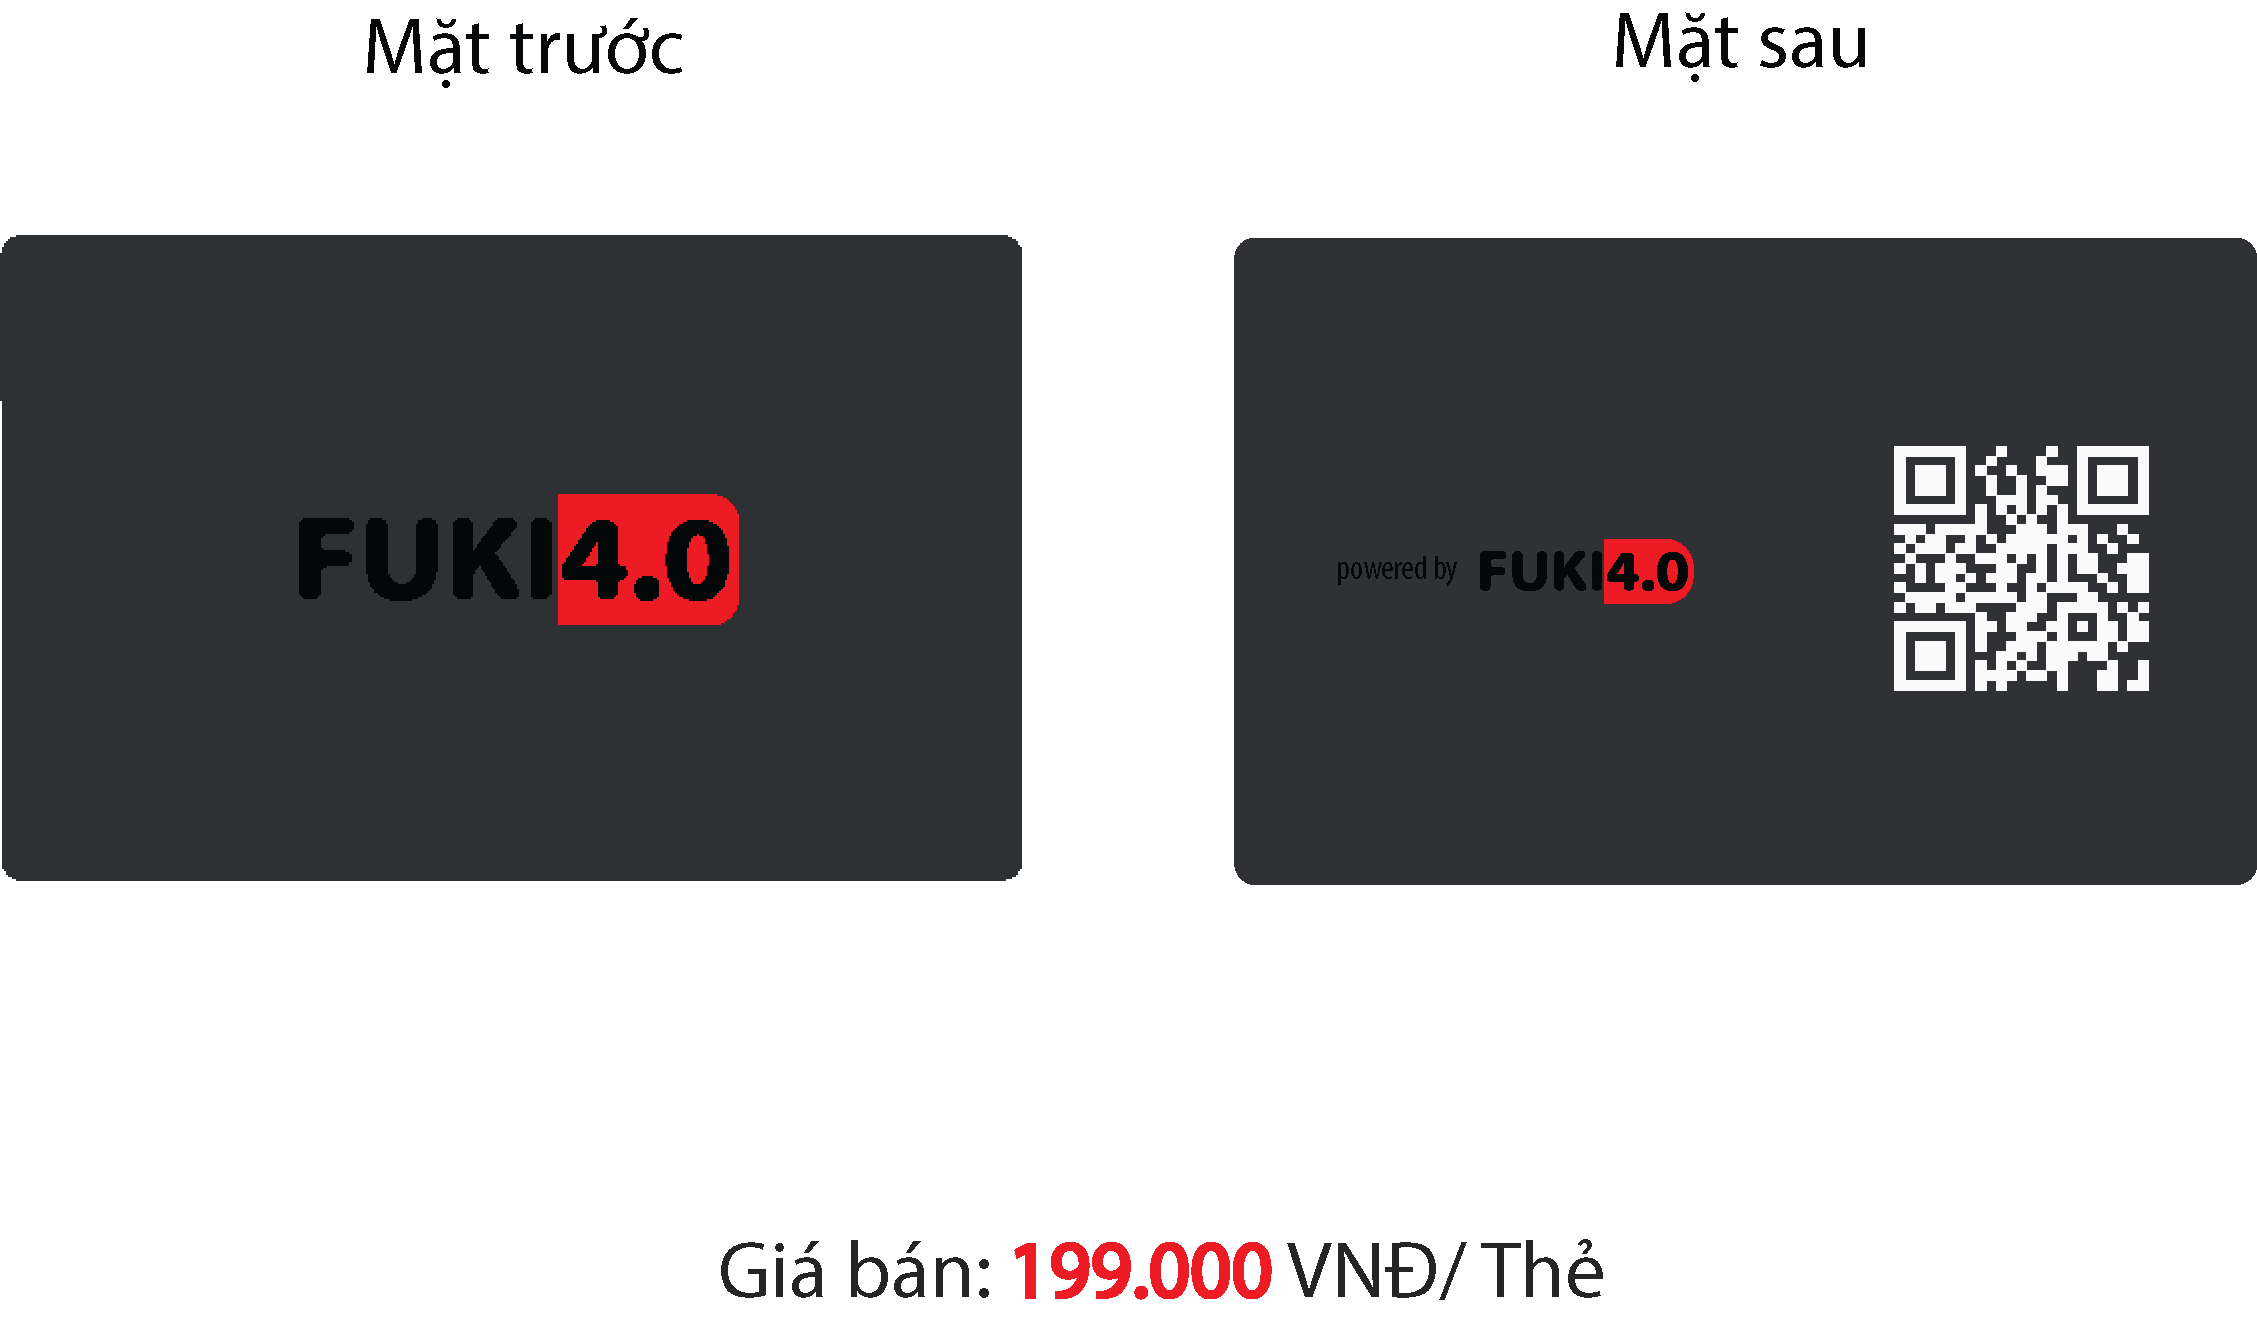 Mặt trước
Mặt sau
FUKI4.0
powered by FUKI4.0
Giá bán: 199.000 VNĐ/ Thẻ